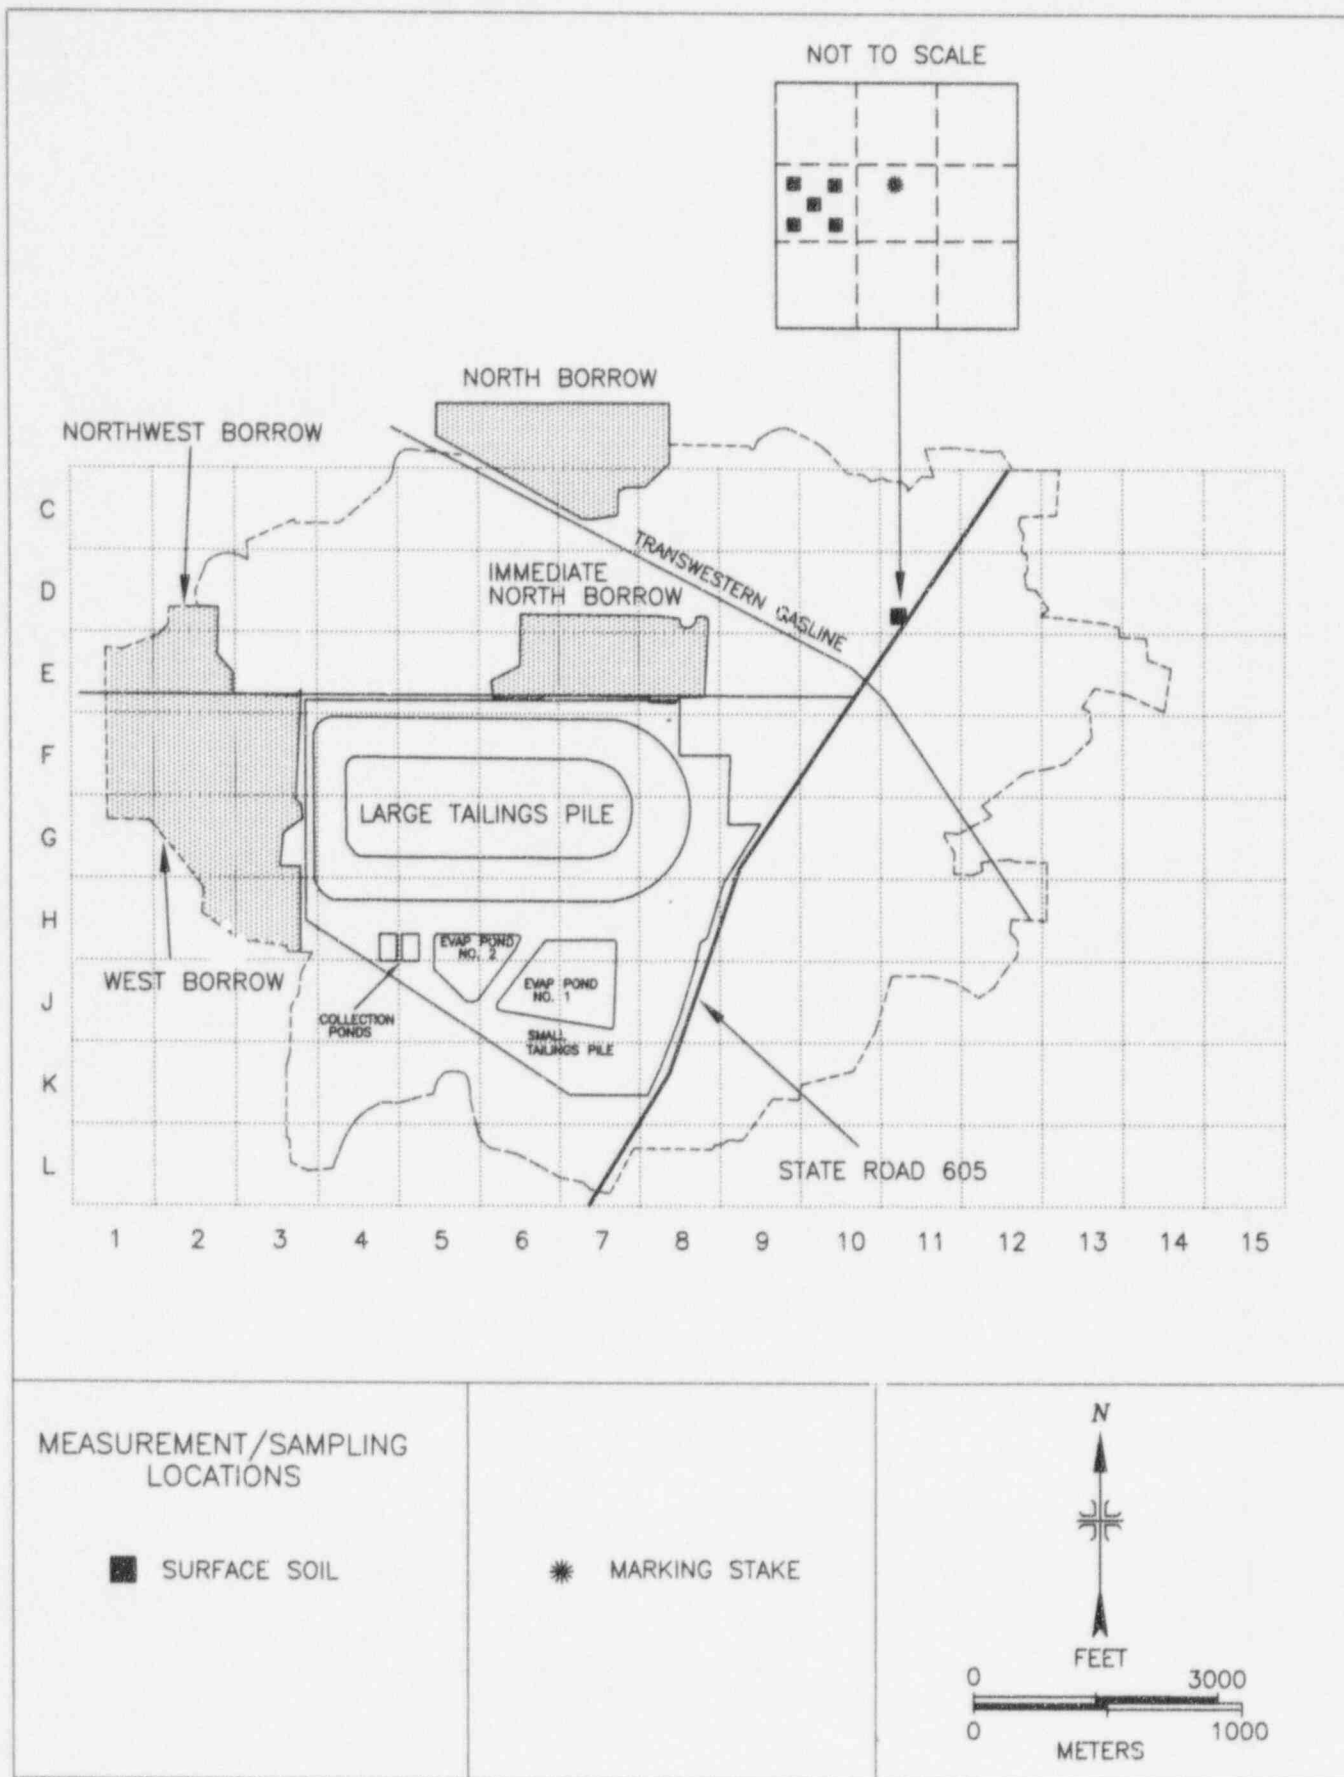 NOT TO SCALE
NORTH BORROW
NORTHWEST BORROW
C
TRANSWESTERN GASLINE
D
IMMEDIATE
NORTH BORROW
E
F
LARGE TAILINGS PILE
G
H
EVAP POND
NO. 2
WEST BORROW
EVAP POND
NO. 1
J
COLLECTION
PONDS
SMALL
TAILINGS PILE
K
L
STATE ROAD 605
1 2 3 4 5 6 7 8 9 10 11 12 13 14 15
MEASUREMENT/SAMPLING
LOCATIONS
SURFACE SOIL
MARKING STAKE
N
FEET
0 3000
0 1000
METERS